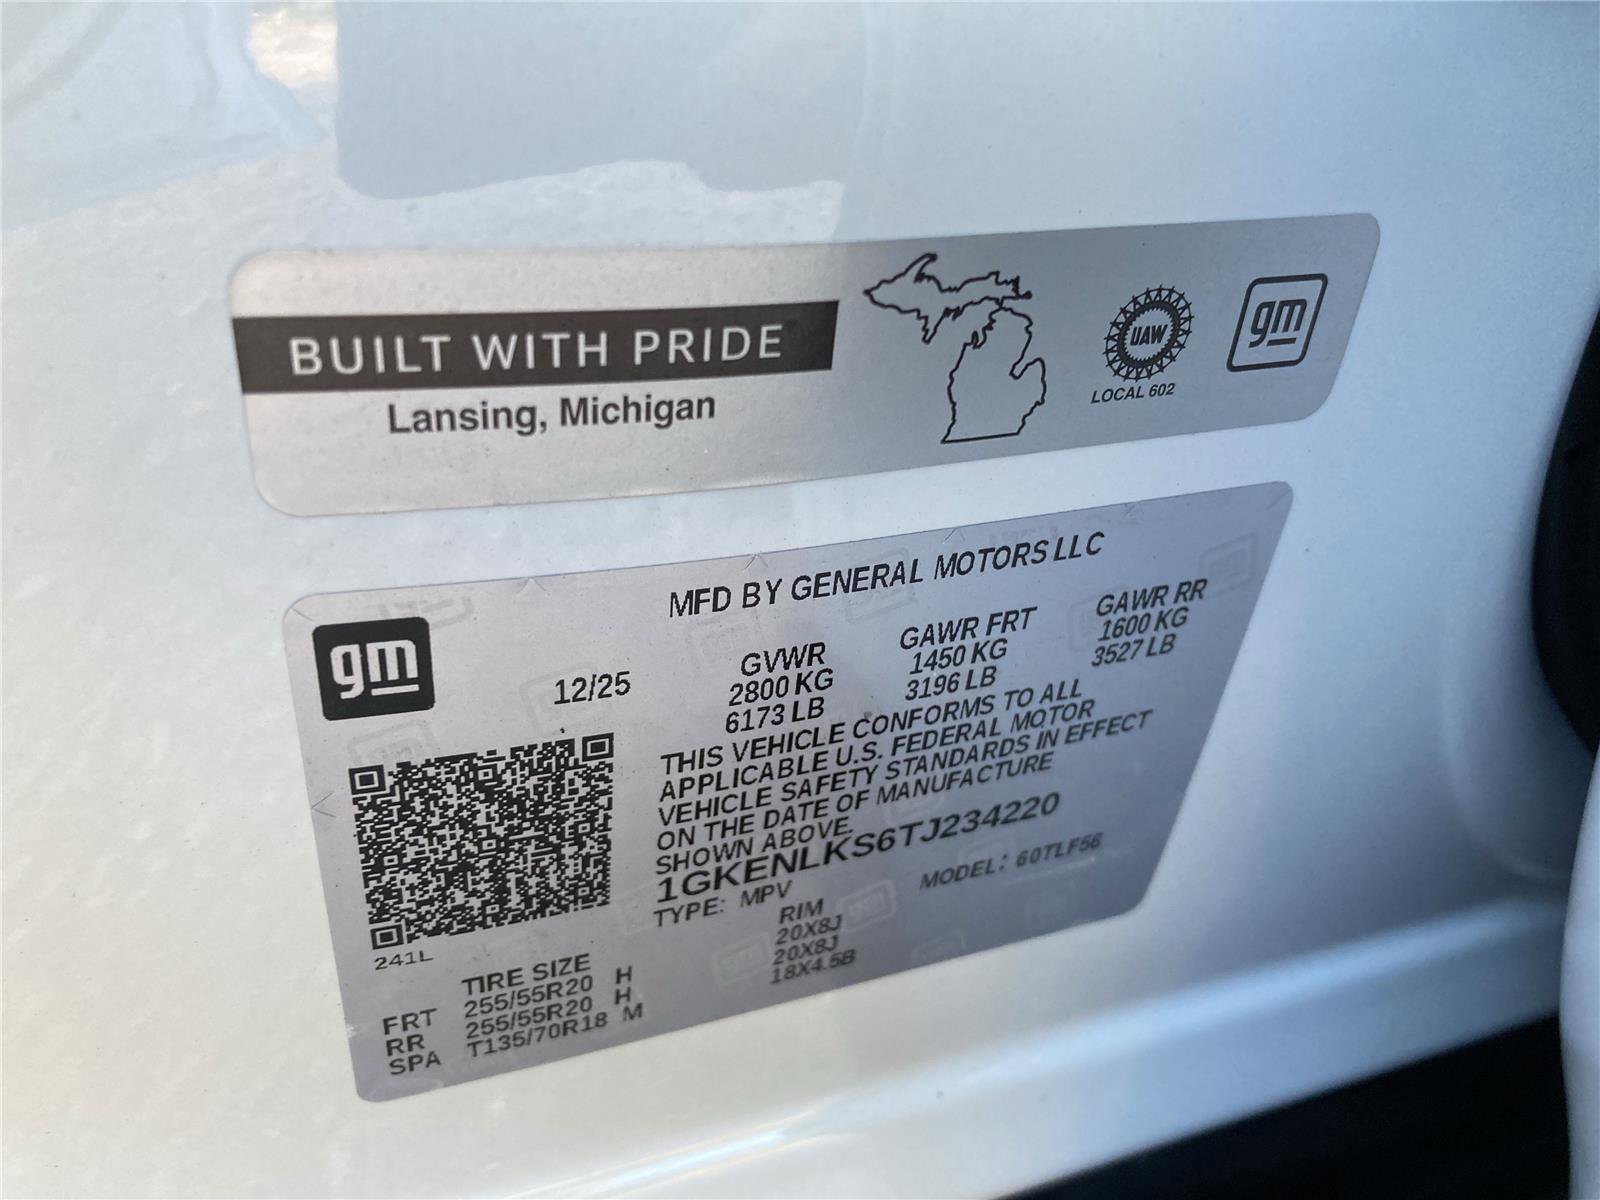 BUILT WITH PRIDE
Lansing, Michigan
UAW
LOCAL 602
gm
MFD BY GENERAL MOTORS LLC
gm
12/25
GVWR GAWR FRT GAWR RR
2800 KG 1450 KG 1600 KG
6173 LB 3196 LB 3527 LB
THIS VEHICLE CONFORMS TO ALL
APPLICABLE U.S. FEDERAL MOTOR
VEHICLE SAFETY STANDARDS IN EFFECT
ON THE DATE OF MANUFACTURE
SHOWN ABOVE.
1GKENLKS6TJ234220
TYPE: MPV MODEL: 60TLF56
241L
TIRE SIZE RIM
FRT 255/55R20 H 20X8J
RR 255/55R20 H 20X8J
SPA T135/70R18 M 18X4.5B